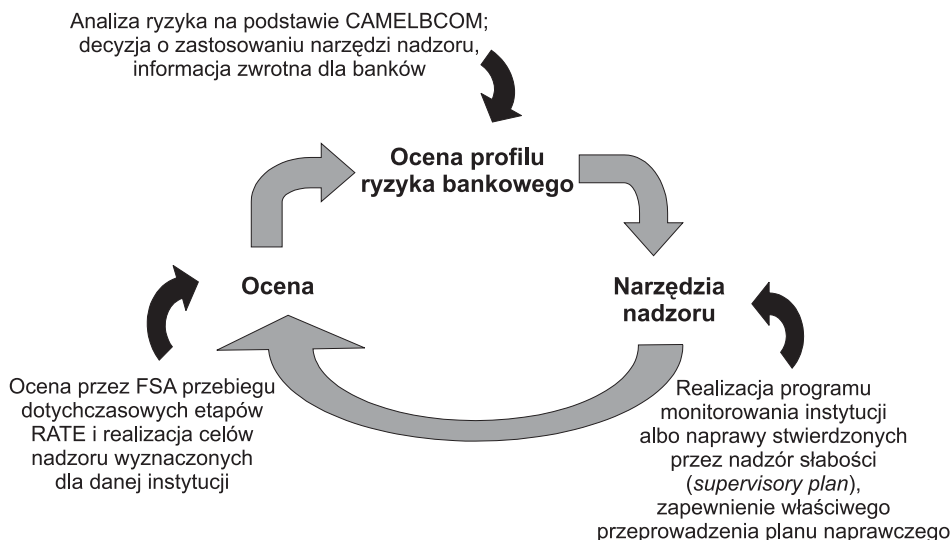 Analiza ryzyka na podstawie CAMELBCOM;
decyzja o zastosowaniu narzędzi nadzoru,
informacja zwrotna dla banków
Ocena profilu
ryzyka bankowego
Ocena
Narzędzia
nadzoru
Ocena przez FSA przebiegu
dotychczasowych etapów
RATE i realizacja celów
nadzoru wyznaczonych
dla danej instytucji
Realizacja programu
monitorowania instytucji
albo naprawy stwierdzonych
przez nadzór słabości
(supervisory plan),
zapewnienie właściwego
przeprowadzenia planu naprawczego